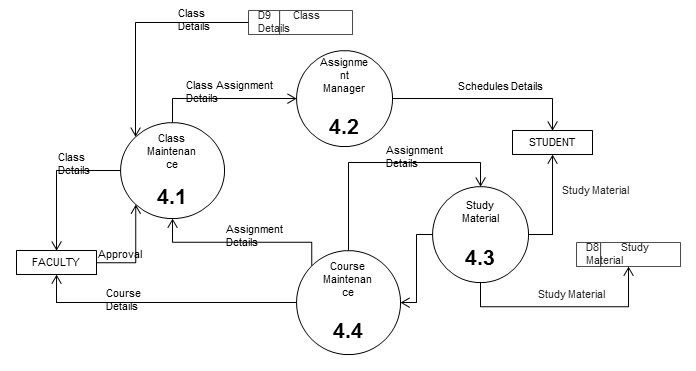 Class
Details
D9 Class
Details
Assignme
nt
Manager
4.2
Class Assignment
Details
Schedules Details
STUDENT
Class
Maintenan
ce
4.1
Class
Details
Assignment
Details
Study Material
Study
Material
4.3
Assignment
Details
D8 Study
Material
Approval
FACULTY
Course
Maintenan
ce
4.4
Course
Details
Study Material